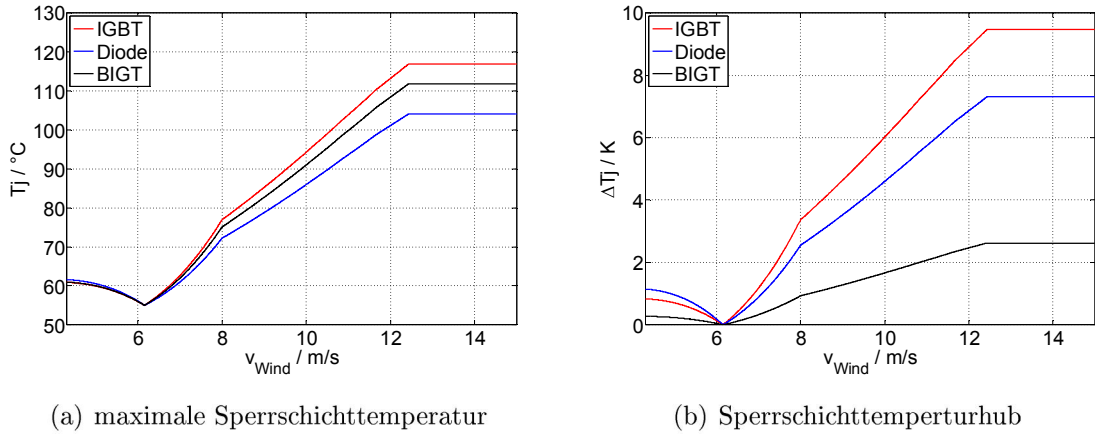 130
120
110
100
90
80
70
60
50
Tj / °C
IGBT
Diode
BIGT
6
8
10
12
14
v_Wind / m/s
(a) maximale Sperrschichttemperatur
10
8
6
4
2
0
ΔTj / K
IGBT
Diode
BIGT
6
8
10
12
14
v_Wind / m/s
(b) Sperrschichttemperturhub